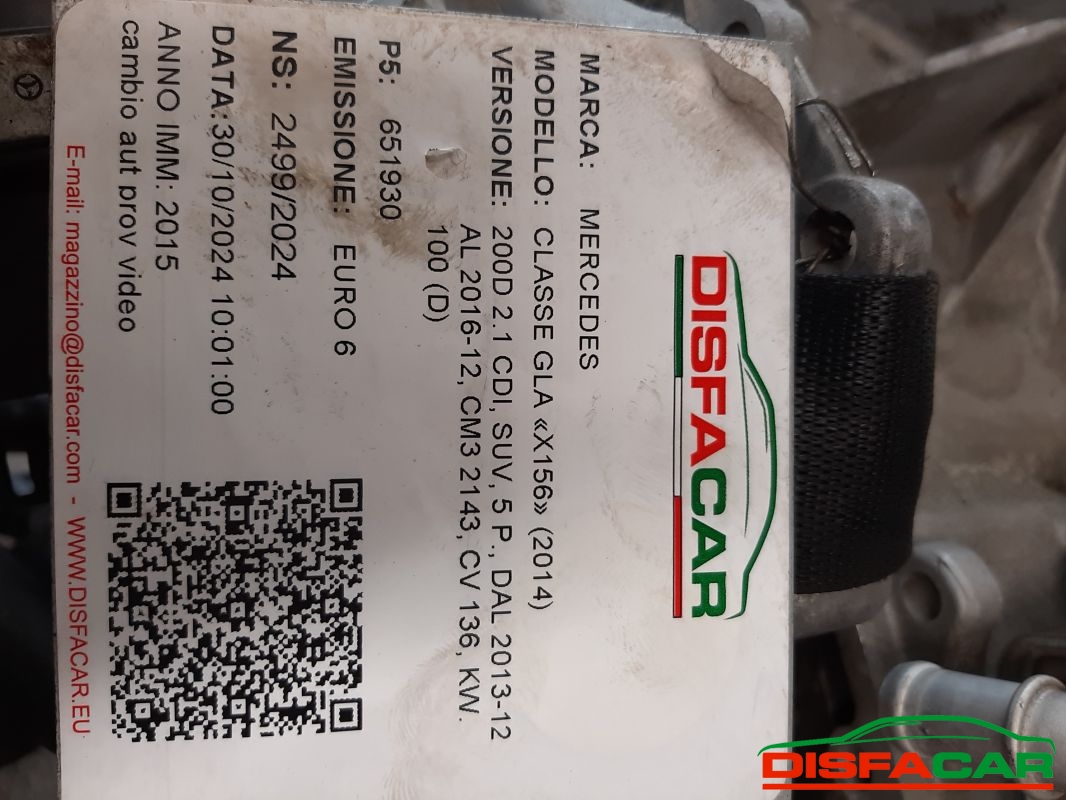 DISFACAR
MARCA: MERCEDES
MODELLO: CLASSE GLA «X156» (2014)
VERSIONE: 200D 2.1 CDI, SUV, 5 P., DAL 2013-12
AL 2016-12, CM3 2143, CV 136, KW.
100 (D)
P5: 651930
EMISSIONE: EURO 6
NS: 2499/2024
DATA:30/10/2024 10:01:00
ANNO IMM: 2015
cambio aut prov video
E-mail: magazzino@disfacar.com - WWW.DISFACAR.EU
DISFACAR